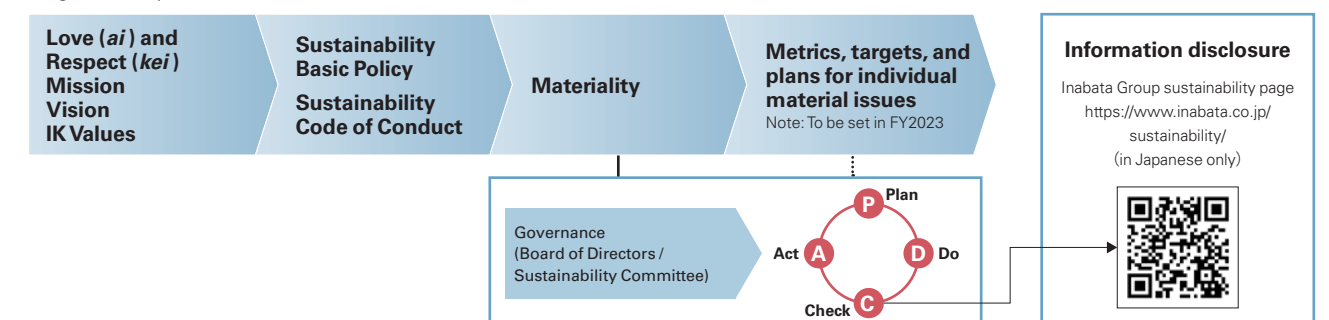 Love (ai) and
Respect (kei)
Mission
Vision
IK Values
Sustainability
Basic Policy
Sustainability
Code of Conduct
Materiality
Metrics, targets, and
plans for individual
material issues
Note: To be set in FY2023
Governance
(Board of Directors /
Sustainability Committee)
P Plan
Act A
D Do
Check C
Information disclosure
Inabata Group sustainability page
https://www.inabata.co.jp/
sustainability/
(in Japanese only)